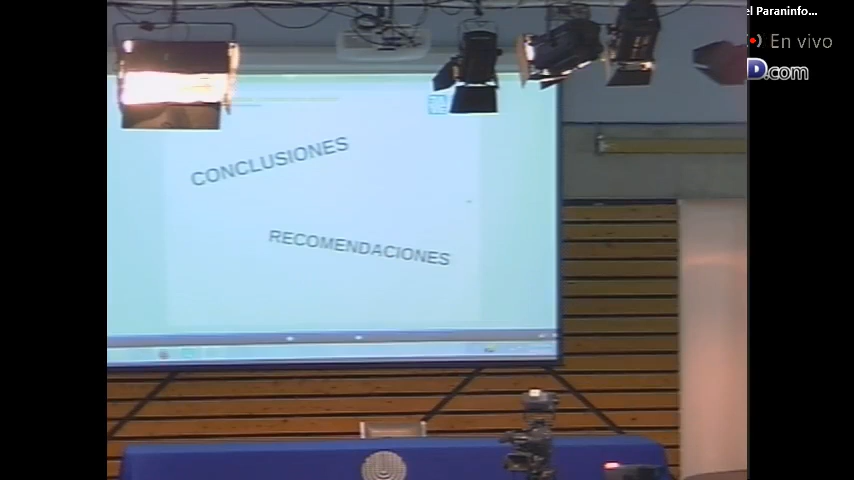 el Paraninfo...
En vivo
D.com
CONCLUSIONES
RECOMENDACIONES